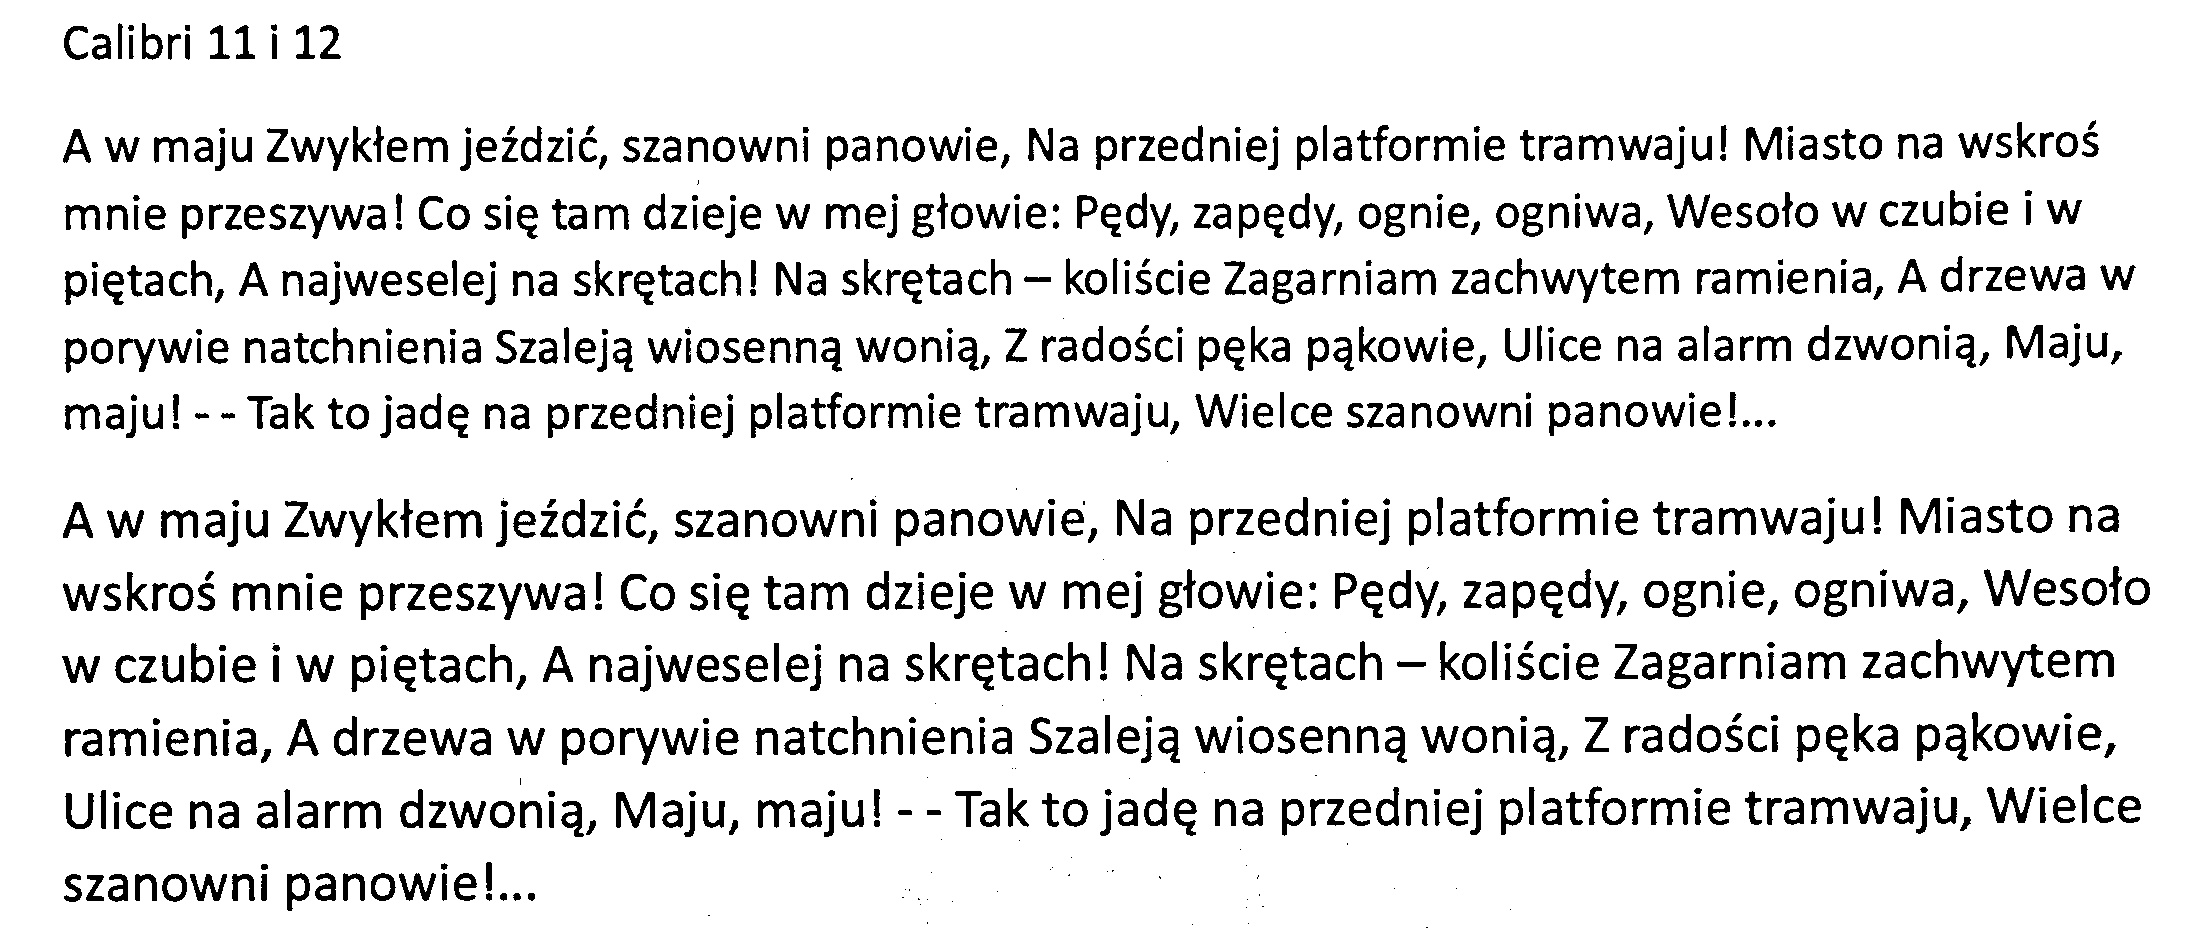 Calibri 11 i 12
A w maju Zwykłem jeździć, szanowni panowie, Na przedniej platformie tramwaju! Miasto na wskroś
mnie przeszywa! Co się tam dzieje w mej głowie: Pędy, zapędy, ognie, ogniwa, Wesoło w czubie i w
piętach, A najweselej na skrętach! Na skrętach – koliście Zagarniam zachwytem ramienia, A drzewa w
porywie natchnienia Szaleją wiosenną wonią, Z radości pęka pąkowie, Ulice na alarm dzwonią, Maju,
maju! - - Tak to jadę na przedniej platformie tramwaju, Wielce szanowni panowie!...
A w maju Zwykłem jeździć, szanowni panowie, Na przedniej platformie tramwaju! Miasto na
wskroś mnie przeszywa! Co się tam dzieje w mej głowie: Pędy, zapędy, ognie, ogniwa, Wesoło
w czubie i w piętach, A najweselej na skrętach! Na skrętach – koliście Zagarniam zachwytem
ramienia, A drzewa w porywie natchnienia Szaleją wiosenną wonią, Z radości pęka pąkowie,
Ulice na alarm dzwonią, Maju, maju! - - Tak to jadę na przedniej platformie tramwaju, Wielce
szanowni panowie!...